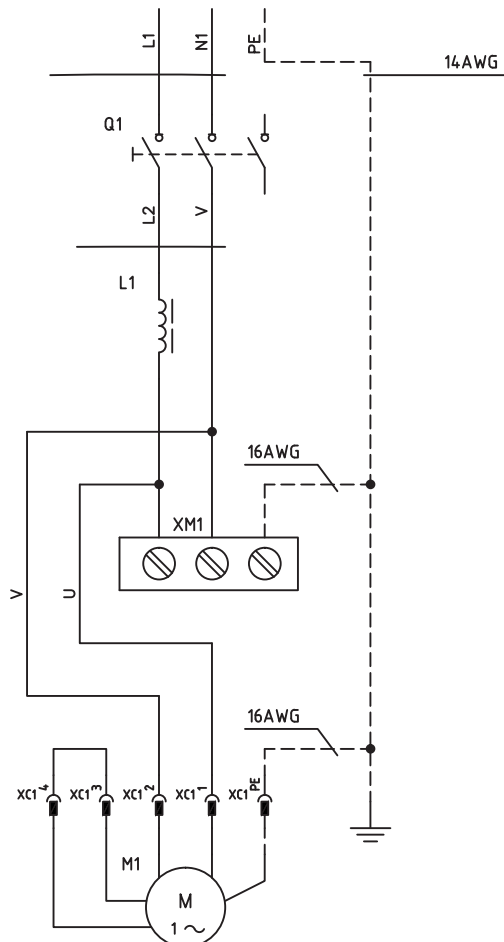 L1 N1 PE
14AWG
Q1
L2 V
L1
16AWG
XM1
V U
16AWG
XC1 4 XC1 3 XC1 2 XC1 1 XC1 PE
M1
M
1 ~